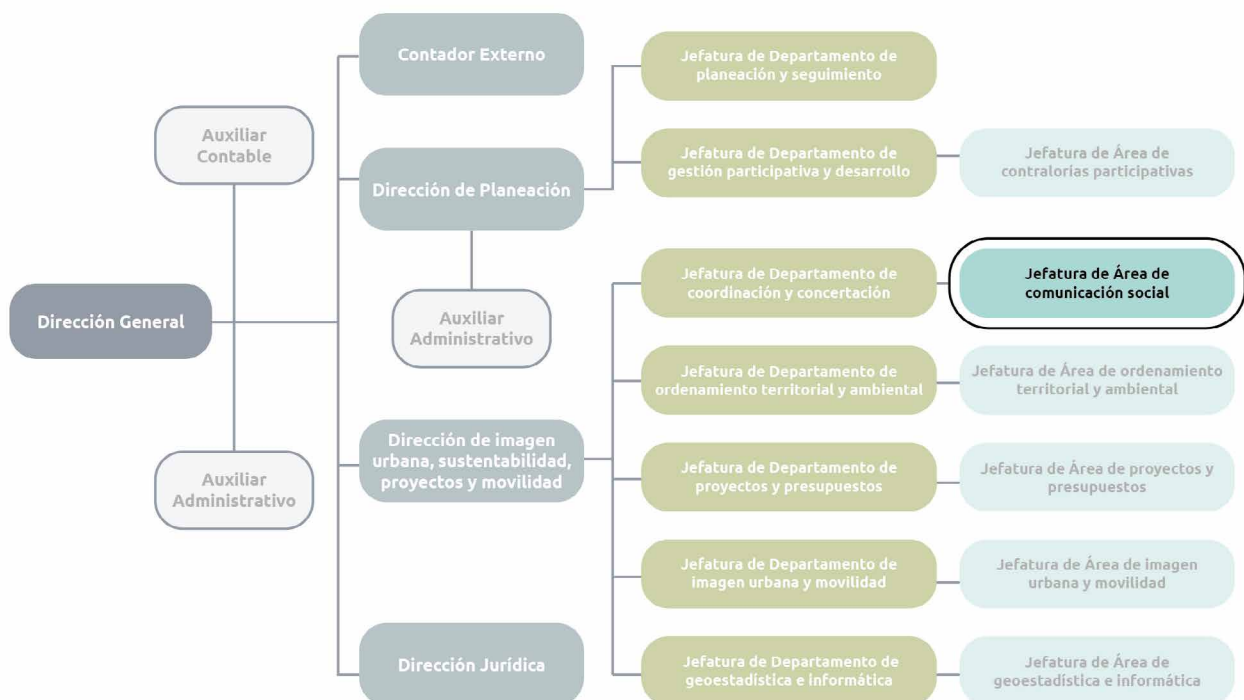 Dirección General
Auxiliar
Contable
Auxiliar
Administrativo
Contador Externo
Dirección de Planeación
Auxiliar
Administrativo
Dirección de imagen
urbana, sustentabilidad,
proyectos y movilidad
Dirección Jurídica
Jefatura de Departamento de
planeación y seguimiento
Jefatura de Departamento de
gestión participativa y desarrollo
Jefatura de Área de
contralorías participativas
Jefatura de Departamento de
coordinación y concertación
Jefatura de Área de
comunicación social
Jefatura de Departamento de
ordenamiento territorial y ambiental
Jefatura de Área de ordenamiento
territorial y ambiental
Jefatura de Departamento de
proyectos y presupuestos
Jefatura de Área de proyectos y
presupuestos
Jefatura de Departamento de
imagen urbana y movilidad
Jefatura de Área de imagen
urbana y movilidad
Jefatura de Departamento de
geoestadística e informática
Jefatura de Área de
geoestadística e informática